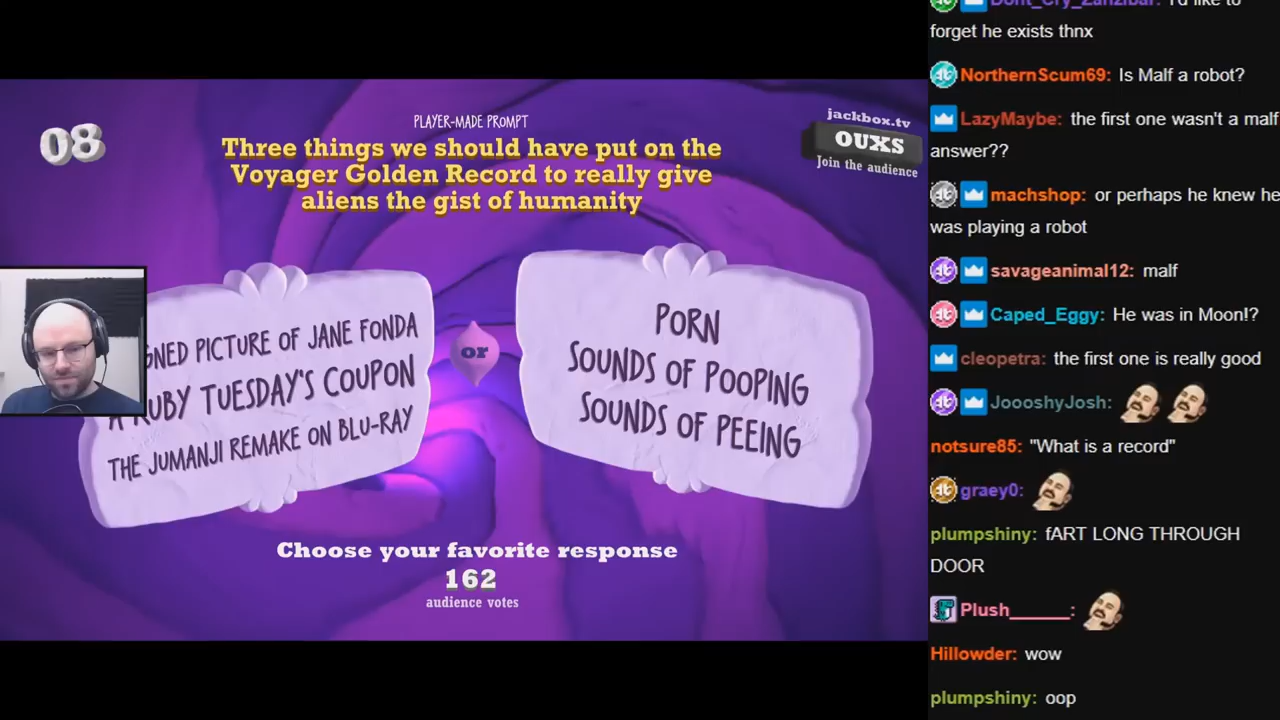 08
PLAYER-MADE PROMPT
Three things we should have put on the
Voyager Golden Record to really give
aliens the gist of humanity
jackbox.tv
OUXS
Join the audience
PICTURE OF JANE FONDA
RUBY TUESDAY'S COUPON
THE JUMANJI REMAKE ON BLU-RAY
or
PORN
SOUNDS OF POOPING
SOUNDS OF PEEING
Choose your favorite response
162
audience votes
Dont_Cry_Zanzibar: I'd like to
forget he exists thnx
NorthernScum69: Is Malf a robot?
LazyMaybe: the first one wasn't a malf
answer??
machshop: or perhaps he knew he
was playing a robot
savageanimal12: malf
Caped_Eggy: He was in Moon!?
cleopetra: the first one is really good
JoooshyJosh:
notsure85: "What is a record"
graey0:
plumpshiny: fART LONG THROUGH
DOOR
Plush______:
Hillowder: wow
plumpshiny: oop